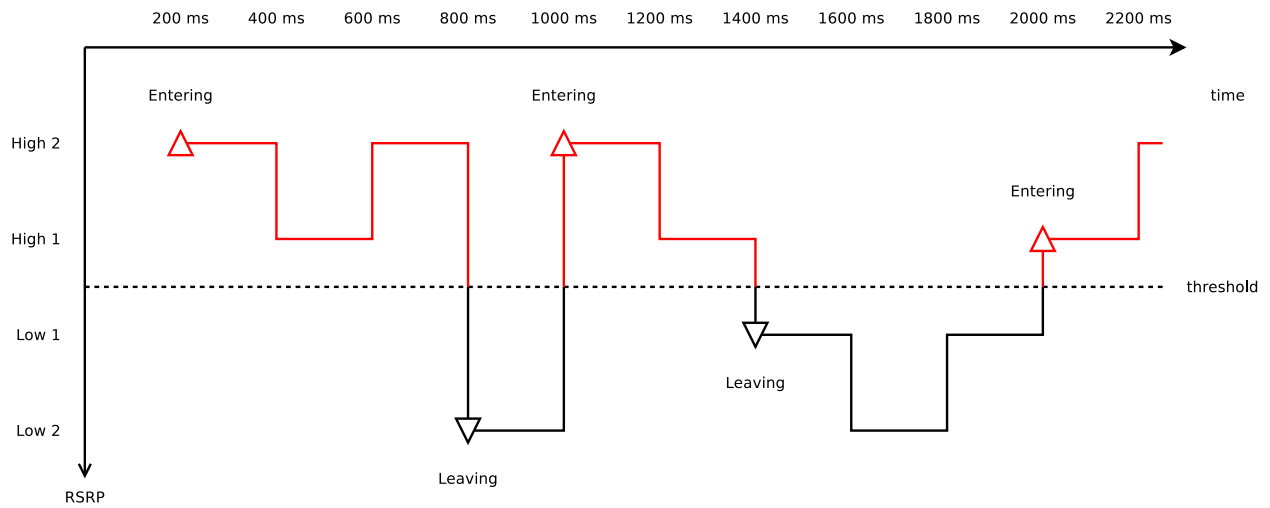 200 ms 400 ms 600 ms 800 ms 1000 ms 1200 ms 1400 ms 1600 ms 1800 ms 2000 ms 2200 ms
Entering Entering time
High 2
Entering
High 1
threshold
Low 1
Leaving
Low 2
Leaving
RSRP